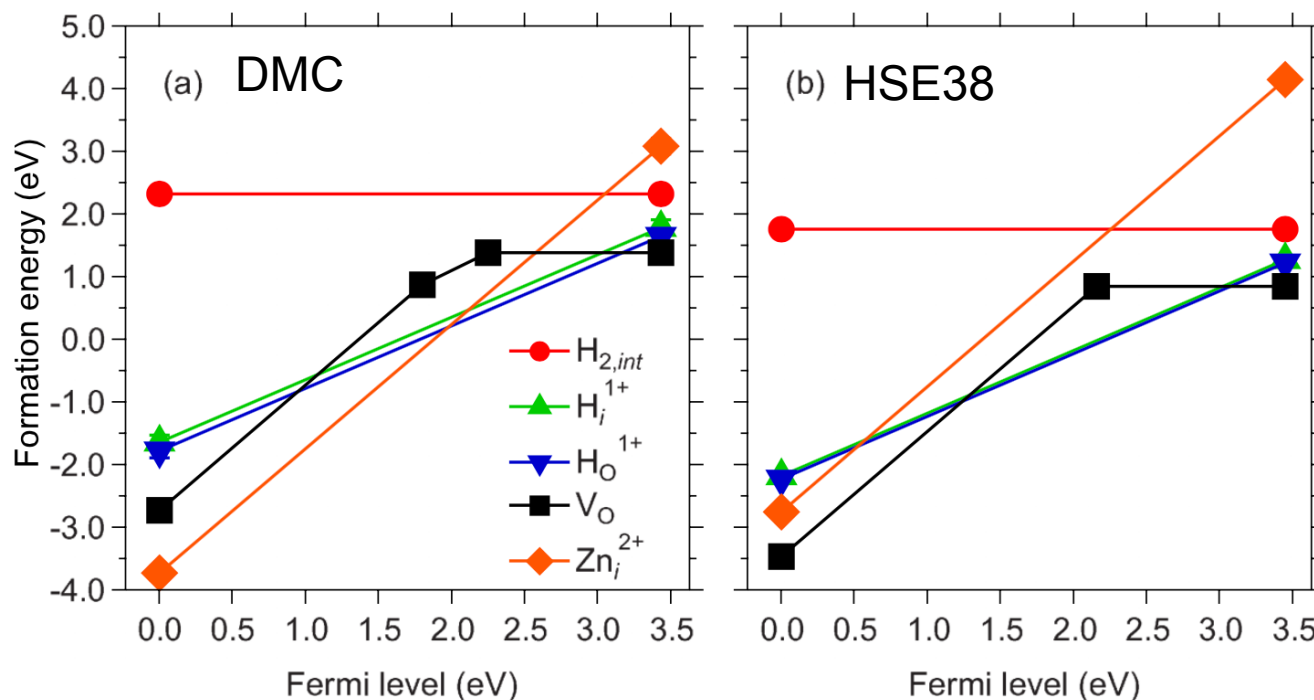 (a) DMC
(b) HSE38
Formation energy (eV)
5.0
4.0
3.0
2.0
1.0
0.0
-1.0
-2.0
-3.0
-4.0
H2,int
Hi1+
HO1+
VO
Zni2+
0.0 0.5 1.0 1.5 2.0 2.5 3.0 3.5
0.0 0.5 1.0 1.5 2.0 2.5 3.0 3.5
Fermi level (eV)
Fermi level (eV)